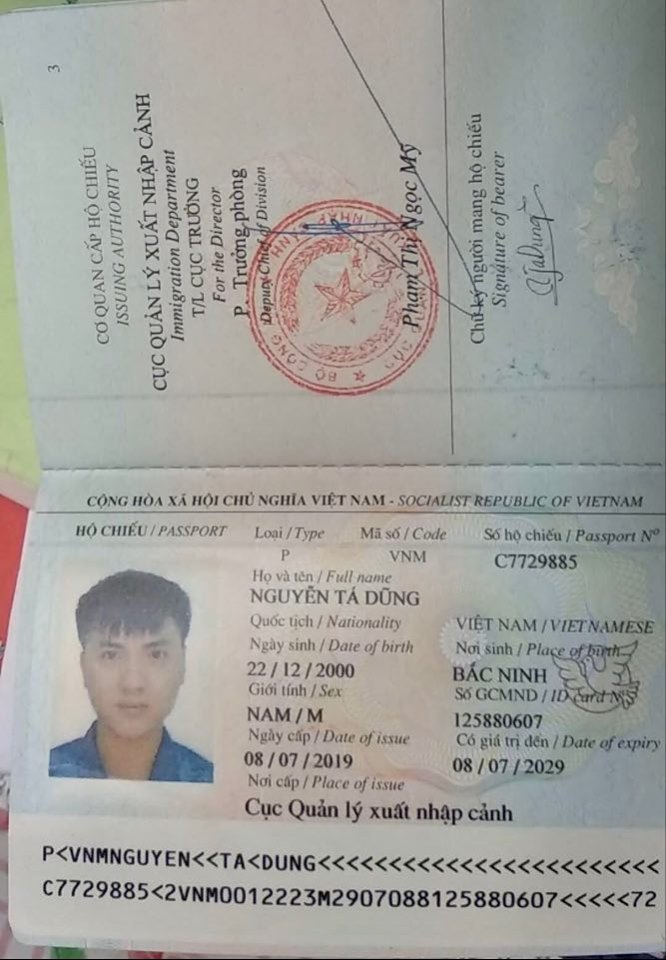 3
CƠ QUAN CẤP HỘ CHIẾU
ISSUING AUTHORITY
CỤC QUẢN LÝ XUẤT NHẬP CẢNH
Immigration Department
T/L CỤC TRƯỞNG
For the Director
P. Trưởng phòng
Deputy Chief of Division
BỘ CÔNG
Phạm Thị Ngọc Mỹ
Chữ ký người mang hộ chiếu
Signature of bearer
TaDung
CỘNG HÒA XÃ HỘI CHỦ NGHĨA VIỆT NAM - SOCIALIST REPUBLIC OF VIETNAM
HỘ CHIẾU / PASSPORT Loại / Type Mã số / Code Số hộ chiếu / Passport Nº
P VNM C7729885
Họ và tên / Full name
NGUYỄN TÁ DŨNG
Quốc tịch / Nationality VIỆT NAM / VIETNAMESE
Ngày sinh / Date of birth Nơi sinh / Place of birth
22 / 12 / 2000 BẮC NINH
Giới tính / Sex Số GCMND / ID card Nº
NAM / M 125880607
Ngày cấp / Date of issue Có giá trị đến / Date of expiry
08 / 07 / 2019 08 / 07 / 2029
Nơi cấp / Place of issue
Cục Quản lý xuất nhập cảnh
P<VNMNGUYEN<<TA<DUNG<<<<<<<<<<<<<<<<<<<<<<<<
C7729885<2VNM0012223M2907088125880607<<<<<72